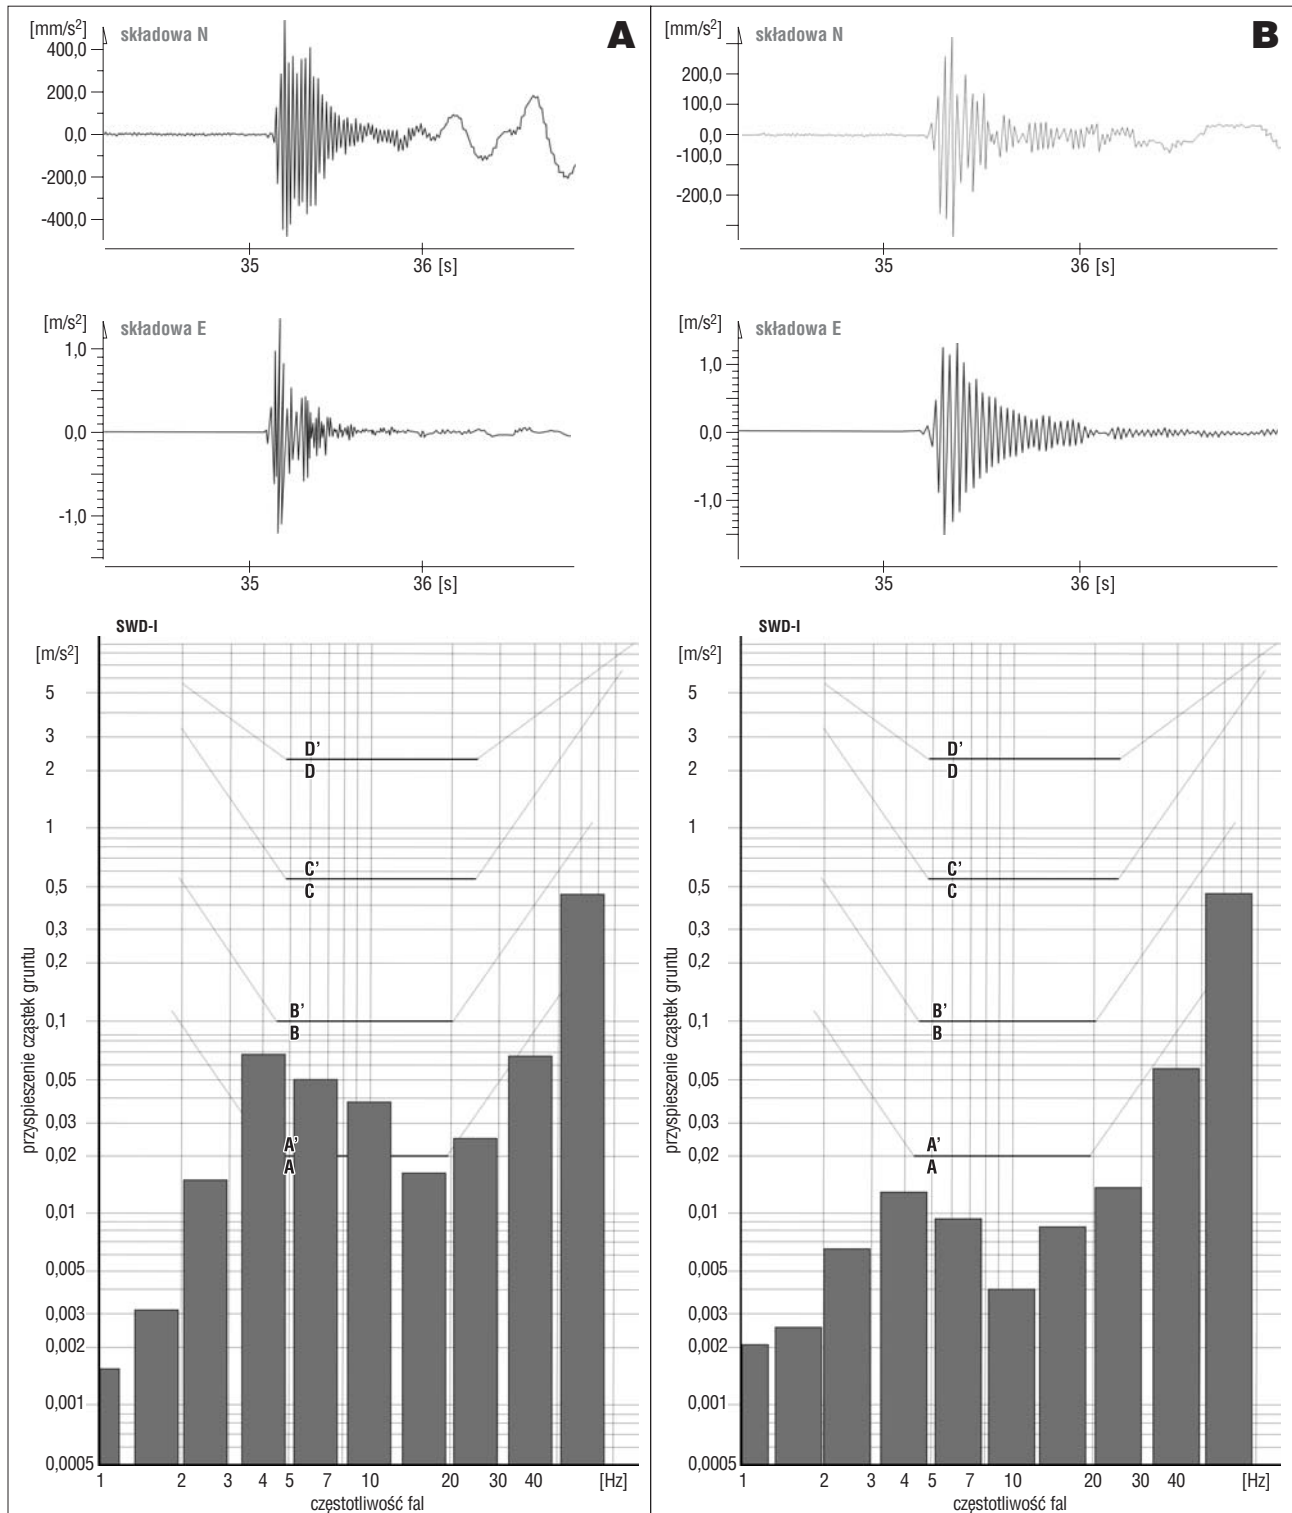 A
[mm/s²]
składowa N
400,0
200,0
0,0
-200,0
-400,0
35
36 [s]
[m/s²]
składowa E
1,0
0,0
-1,0
35
36 [s]
SWD-I
[m/s²]
5
3
2
1
0,5
0,3
0,2
0,1
0,05
0,03
0,02
0,01
0,005
0,003
0,002
0,001
0,0005
przyspieszenie cząstek gruntu
D’
D
C’
C
B’
B
A’
A
1 2 3 4 5 7 10 20 30 40 [Hz]
częstotliwość fal
B
[mm/s²]
składowa N
200,0
100,0
0,0
-100,0
-200,0
35
36 [s]
[m/s²]
składowa E
1,0
0,0
-1,0
35
36 [s]
SWD-I
[m/s²]
5
3
2
1
0,5
0,3
0,2
0,1
0,05
0,03
0,02
0,01
0,005
0,003
0,002
0,001
0,0005
przyspieszenie cząstek gruntu
D’
D
C’
C
B’
B
A’
A
1 2 3 4 5 7 10 20 30 40 [Hz]
częstotliwość fal